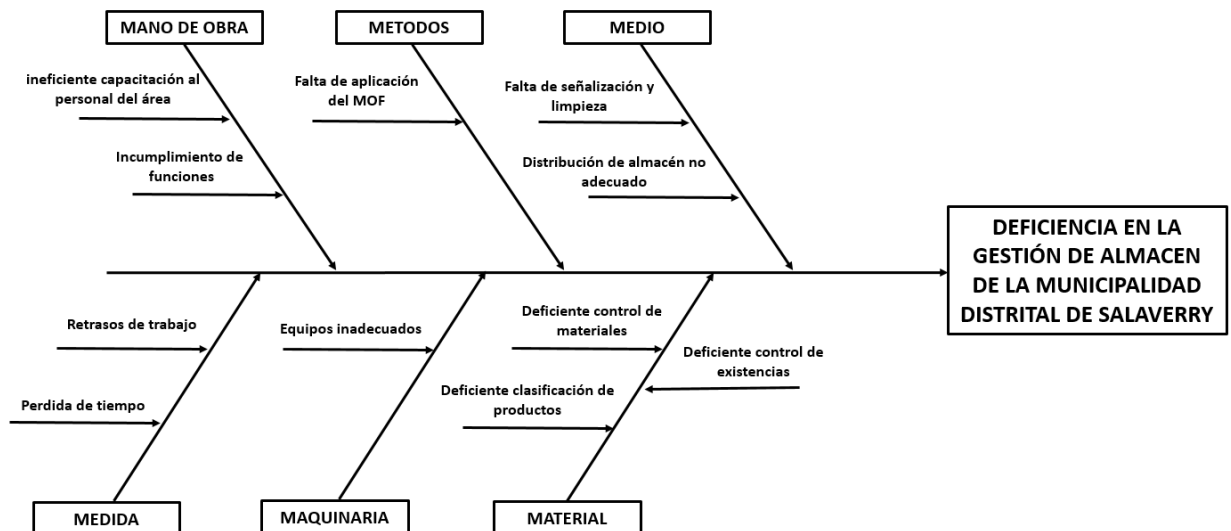 MANO DE OBRA
METODOS
MEDIO
ineficiente capacitación al
personal del área
Incumplimiento de
funciones
Falta de aplicación
del MOF
Falta de señalización y
limpieza
Distribución de almacén no
adecuado
DEFICIENCIA EN LA
GESTIÓN DE ALMACEN
DE LA MUNICIPALIDAD
DISTRITAL DE SALAVERRY
Retrasos de trabajo
Perdida de tiempo
Equipos inadecuados
Deficiente control de
materiales
Deficiente control de
existencias
Deficiente clasificación de
productos
MEDIDA
MAQUINARIA
MATERIAL